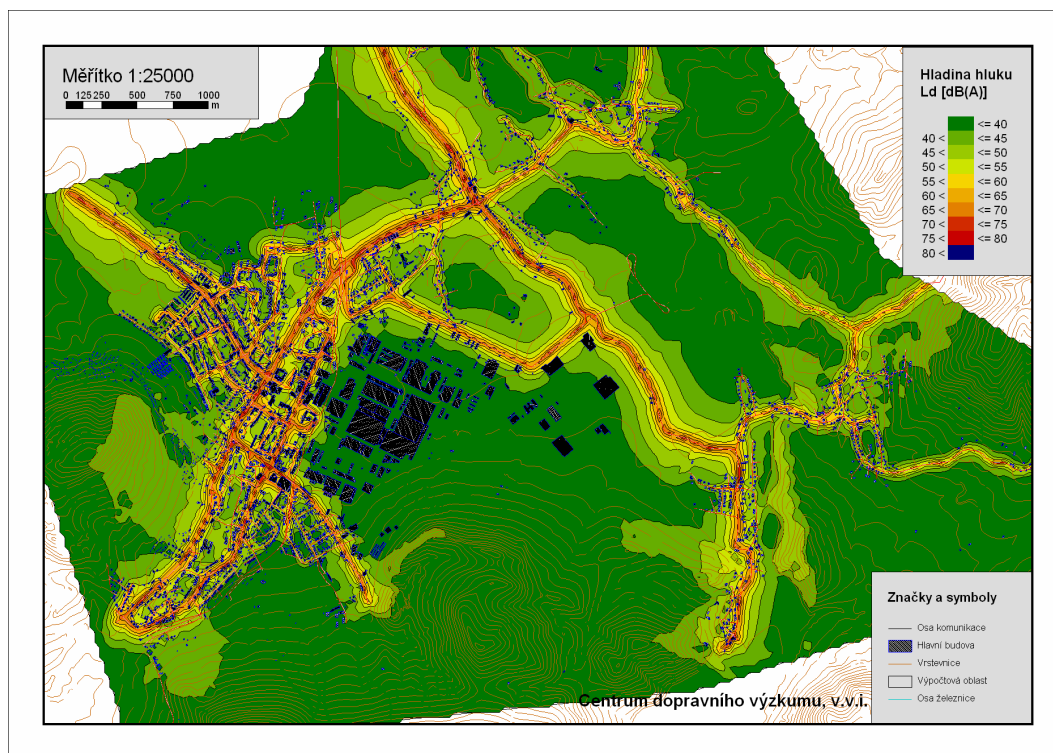 Měřítko 1:25000
0 125 250 500 750 1000
m
Hladina hluku
Ld [dB(A)]
<= 40
40 < <= 45
45 < <= 50
50 < <= 55
55 < <= 60
60 < <= 65
65 < <= 70
70 < <= 75
75 < <= 80
80 <
Značky a symboly
Osa komunikace
Hlavní budova
Vrstevnice
Výpočtová oblast
Osa železnice
Centrum dopravního výzkumu, v.v.i.